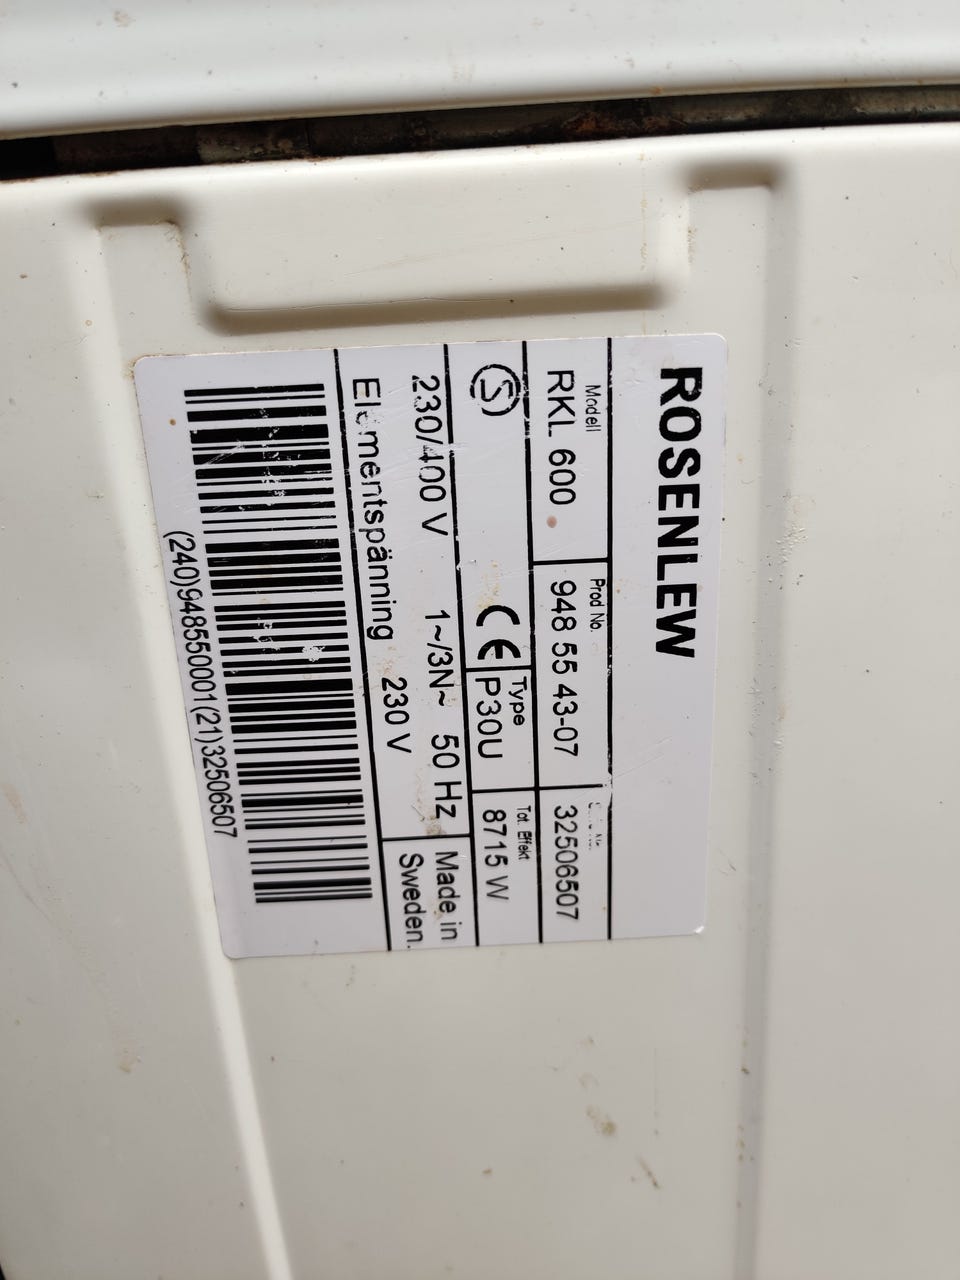 ROSENLEW
Modell
RKL 600
Prod No.
948 55 43-07
32506507
S
CE
Type
P30U
Tot. Effekt
8715 W
230/400 V 1~/3N~ 50 Hz
Elementspänning 230 V
Made in
Sweden.
(240)948550001(21)32506507